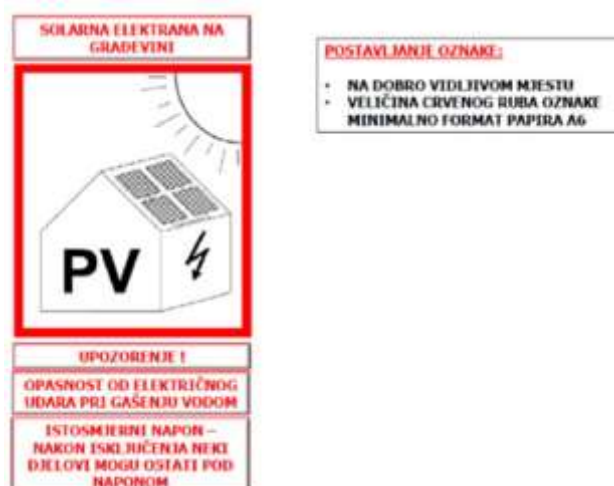 SOLARNA ELEKTRANA NA
GRAĐEVINI
PV
UPOZORENJE !
OPASNOST OD ELEKTRIČNOG
UDARA PRI GAŠENJU VODOM
ISTOSMJERNI NAPON –
NAKON ISKLJUČENJA NEKI
DJELOVI MOGU OSTATI POD
NAPONOM
POSTAVLJANJE OZNAKE:
• NA DOBRO VIDLJIVOM MJESTU
• VELIČINA CRVENOG RUBA OZNAKE
MINIMALNO FORMAT PAPIRA A6